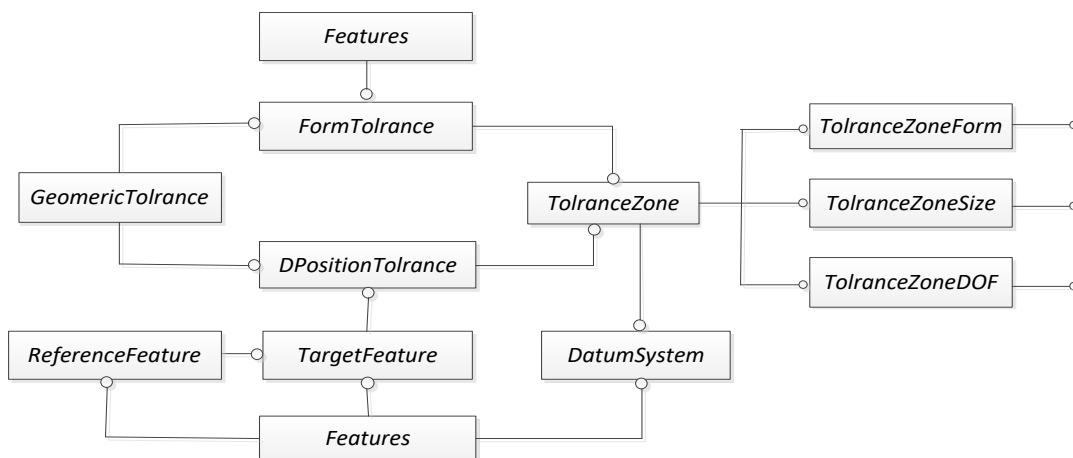 Features
FormTolrance
TolranceZoneForm
GeomericTolrance
TolranceZone
TolranceZoneSize
DPositionTolrance
TolranceZoneDOF
ReferenceFeature
TargetFeature
DatumSystem
Features